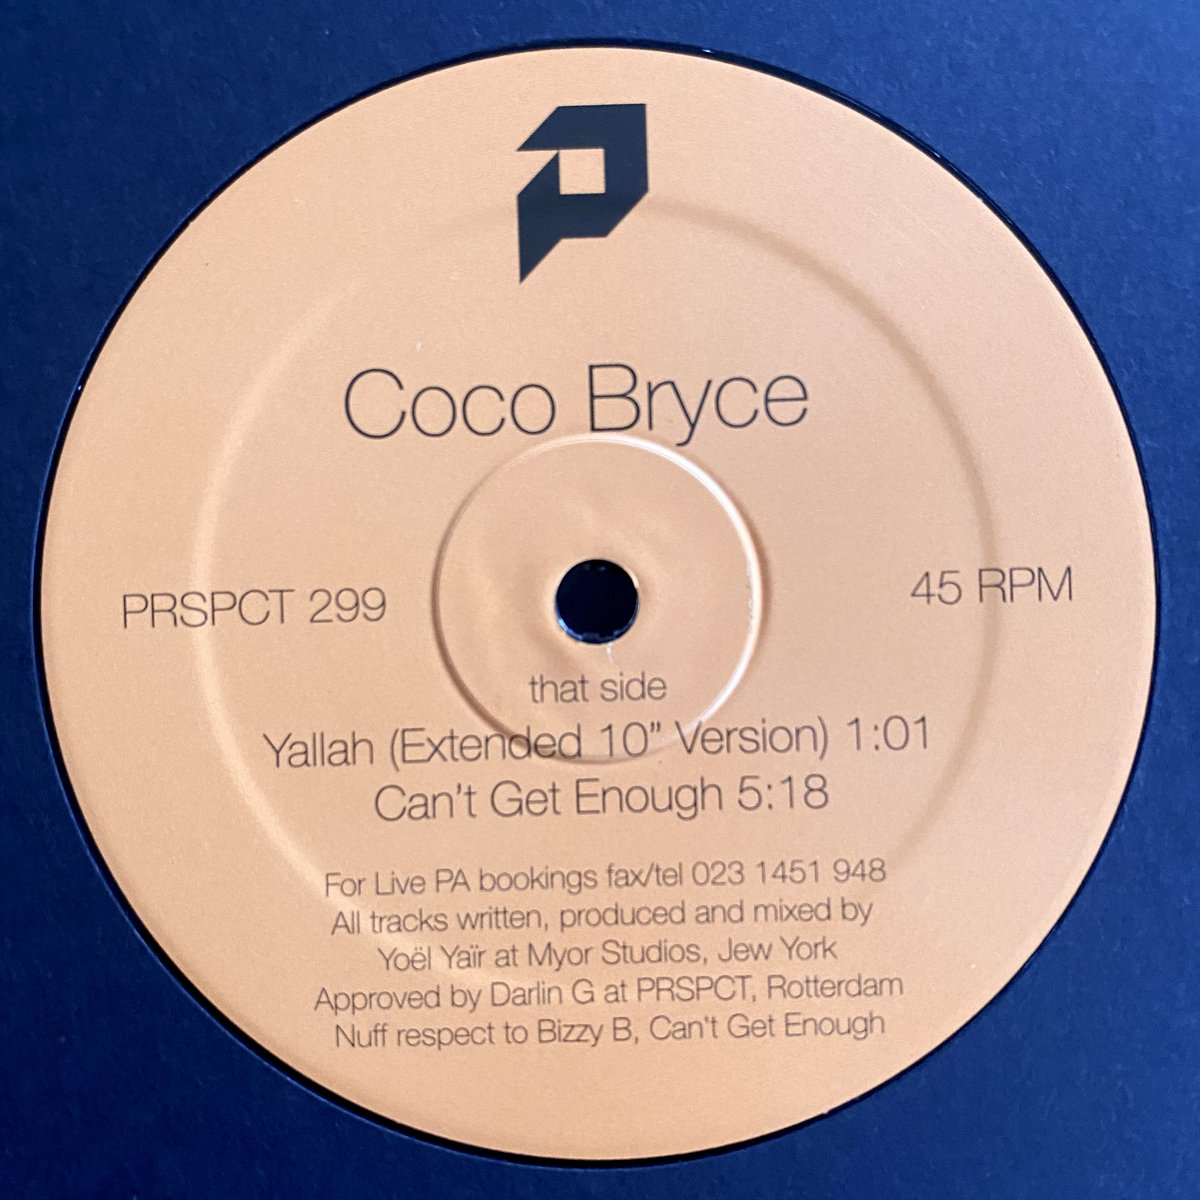 Coco Bryce
PRSPCT 299
45 RPM
that side
Yallah (Extended 10” Version) 1:01
Can't Get Enough 5:18
For Live PA bookings fax/tel 023 1451 948
All tracks written, produced and mixed by
Yoël Yaïr at Myor Studios, Jew York
Approved by Darlin G at PRSPCT, Rotterdam
Nuff respect to Bizzy B, Can't Get Enough